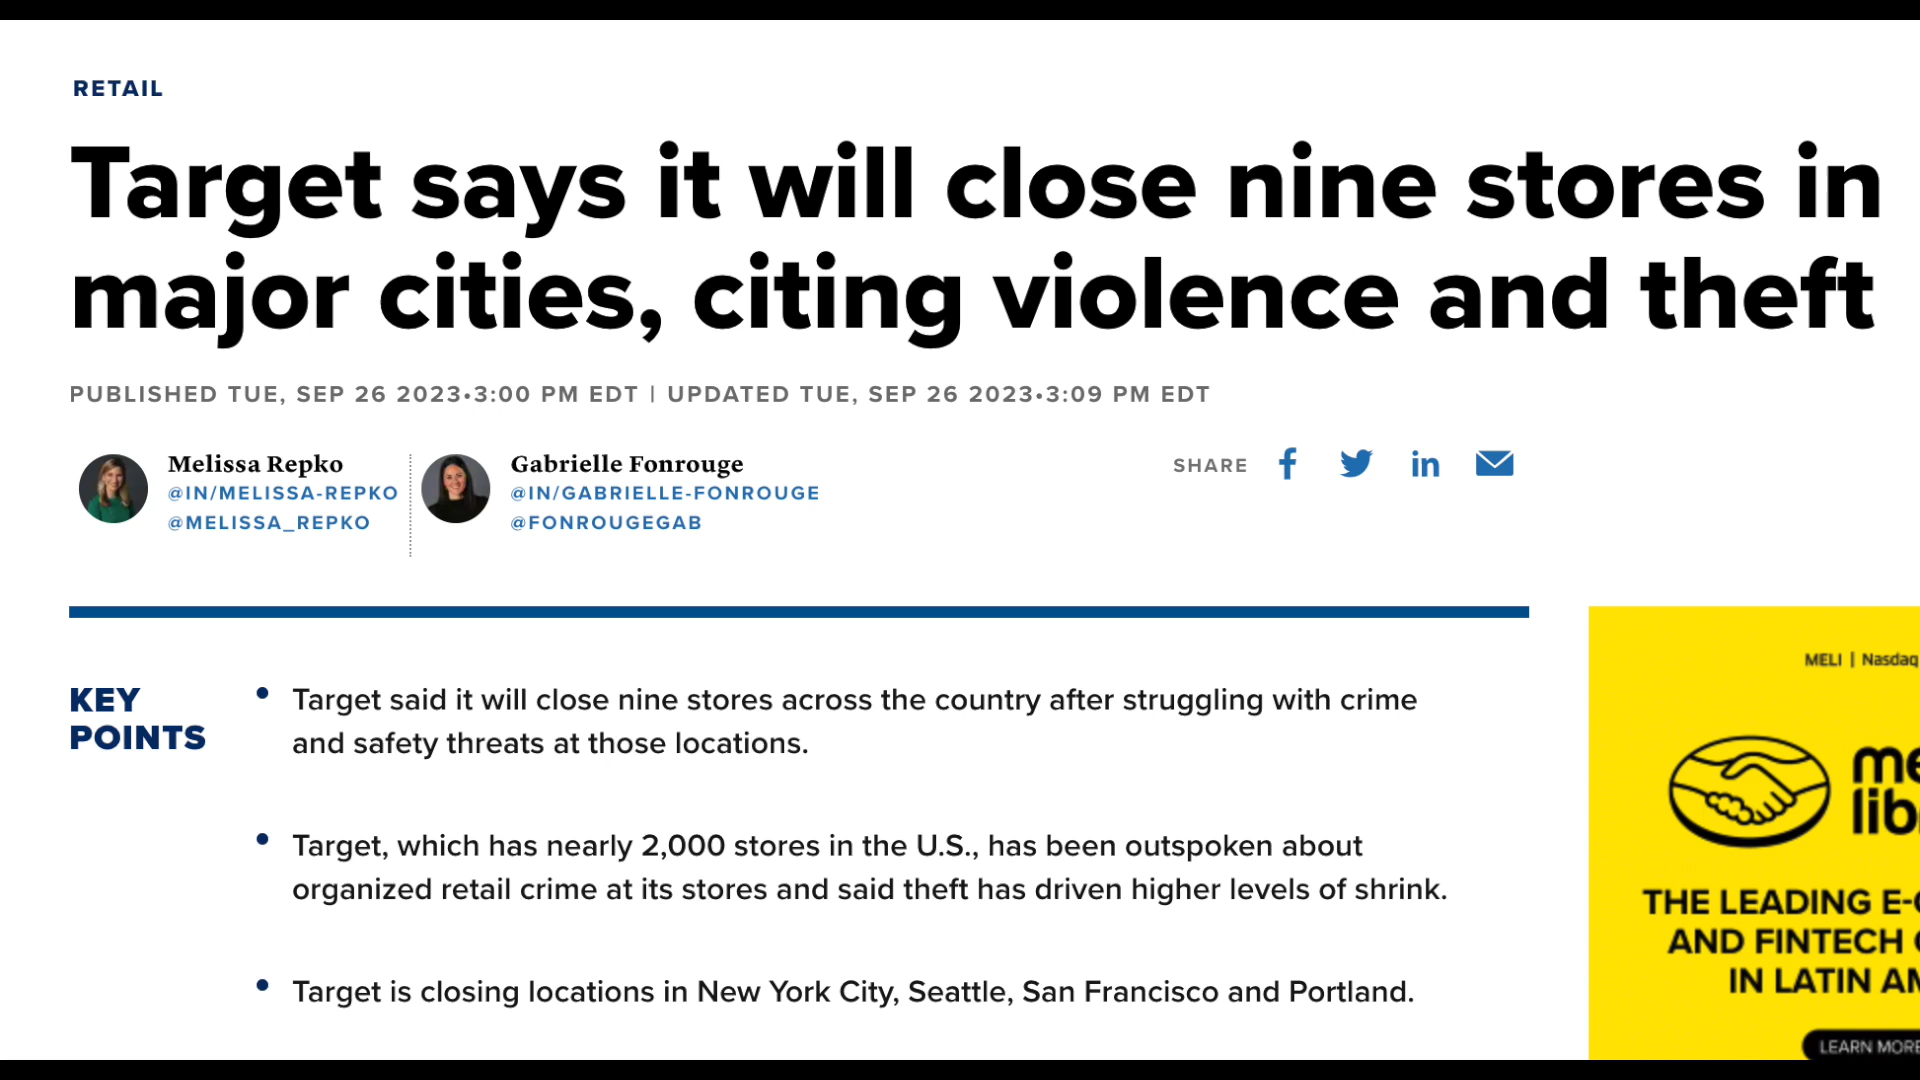 RETAIL
Target says it will close nine stores in
major cities, citing violence and theft
PUBLISHED TUE, SEP 26 2023•3:00 PM EDT | UPDATED TUE, SEP 26 2023•3:09 PM EDT
Melissa Repko
@IN/MELISSA-REPKO
@MELISSA_REPKO
Gabrielle Fonrouge
@IN/GABRIELLE-FONROUGE
@FONROUGEGAB
SHARE
KEY
POINTS
• Target said it will close nine stores across the country after struggling with crime
and safety threats at those locations.
• Target, which has nearly 2,000 stores in the U.S., has been outspoken about
organized retail crime at its stores and said theft has driven higher levels of shrink.
• Target is closing locations in New York City, Seattle, San Francisco and Portland.
MELI | Nasdaq
THE LEADING
AND FINTECH
IN LATIN
LEARN MORE